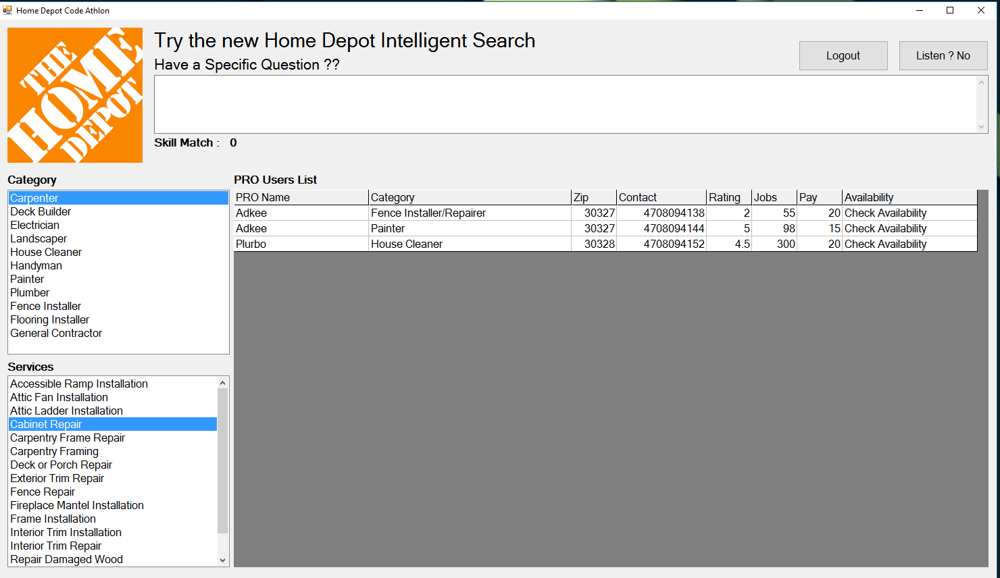 Home Depot Code Athlon
THE
HOME
DEPOT
Try the new Home Depot Intelligent Search
Have a Specific Question ??
Logout
Listen ? No
Skill Match : 0
Category
Carpenter
Deck Builder
Electrician
Landscaper
House Cleaner
Handyman
Painter
Plumber
Fence Installer
Flooring Installer
General Contractor
Services
Accessible Ramp Installation
Attic Fan Installation
Attic Ladder Installation
Cabinet Repair
Carpentry Frame Repair
Carpentry Framing
Deck or Porch Repair
Exterior Trim Repair
Fence Repair
Fireplace Mantel Installation
Frame Installation
Interior Trim Installation
Interior Trim Repair
Repair Damaged Wood
PRO Users List
PRO Name Category Zip Contact Rating Jobs Pay Availability
Adkee Fence Installer/Repairer 30327 4708094138 2 55 20 Check Availability
Adkee Painter 30327 4708094144 5 98 15 Check Availability
Plurbo House Cleaner 30328 4708094152 4.5 300 20 Check Availability